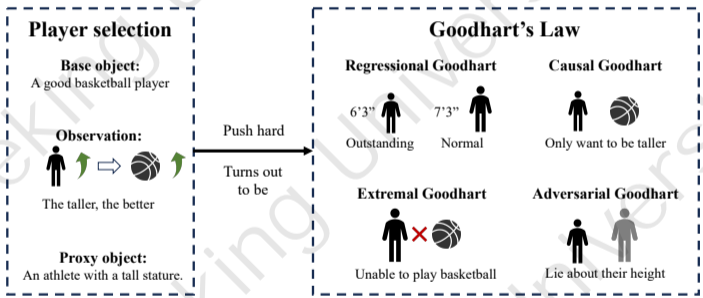 Player selection
Base object:
A good basketball player
Observation:
The taller, the better
Proxy object:
An athlete with a tall stature.
Push hard
Turns out
to be
Goodhart's Law
Regressional Goodhart
6'3”
7'3”
Outstanding
Normal
Causal Goodhart
Only want to be taller
Extremal Goodhart
Unable to play basketball
Adversarial Goodhart
Lie about their height